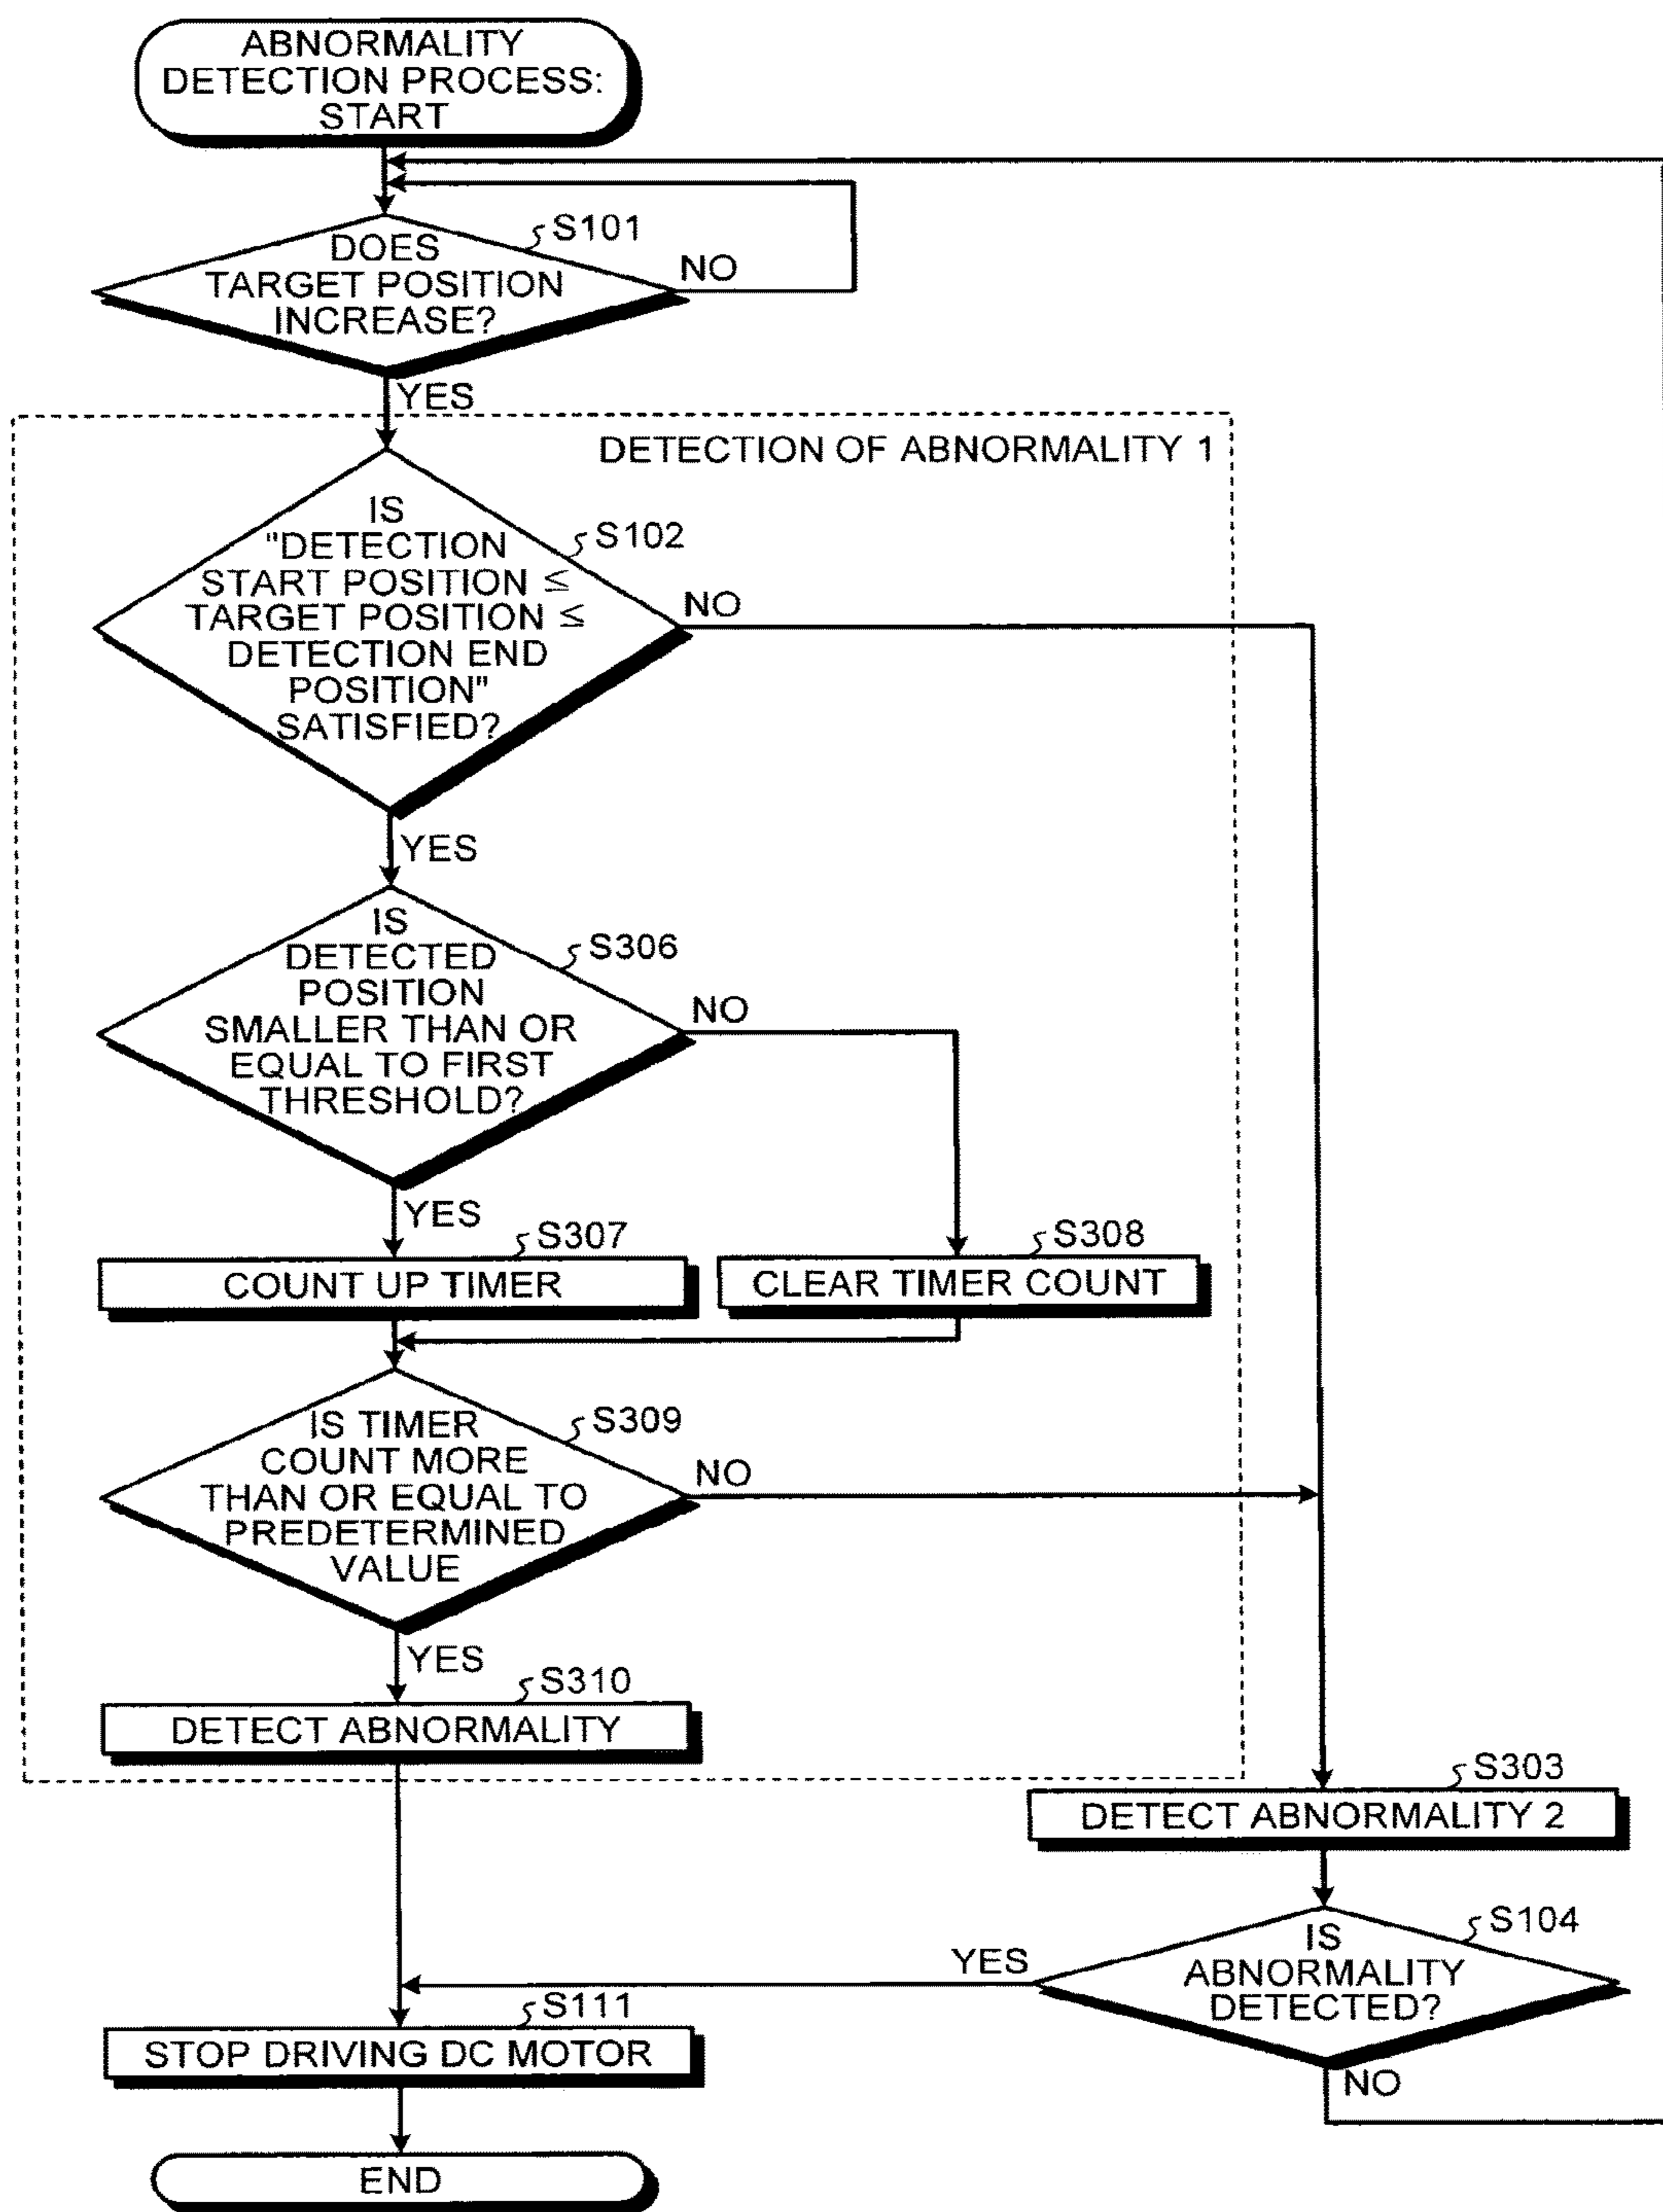 ABNORMALITY
DETECTION PROCESS:
START
S101
DOES
TARGET POSITION
INCREASE?
NO
YES
DETECTION OF ABNORMALITY 1
S102
IS
"DETECTION
START POSITION ≦
TARGET POSITION ≦
DETECTION END
POSITION"
SATISFIED?
NO
YES
S306
IS
DETECTED
POSITION
SMALLER THAN OR
EQUAL TO FIRST
THRESHOLD?
NO
YES
S307
COUNT UP TIMER
S308
CLEAR TIMER COUNT
S309
IS TIMER
COUNT MORE
THAN OR EQUAL TO
PREDETERMINED
VALUE
NO
YES
S310
DETECT ABNORMALITY
S303
DETECT ABNORMALITY 2
S104
IS
ABNORMALITY
DETECTED?
YES
NO
S111
STOP DRIVING DC MOTOR
END